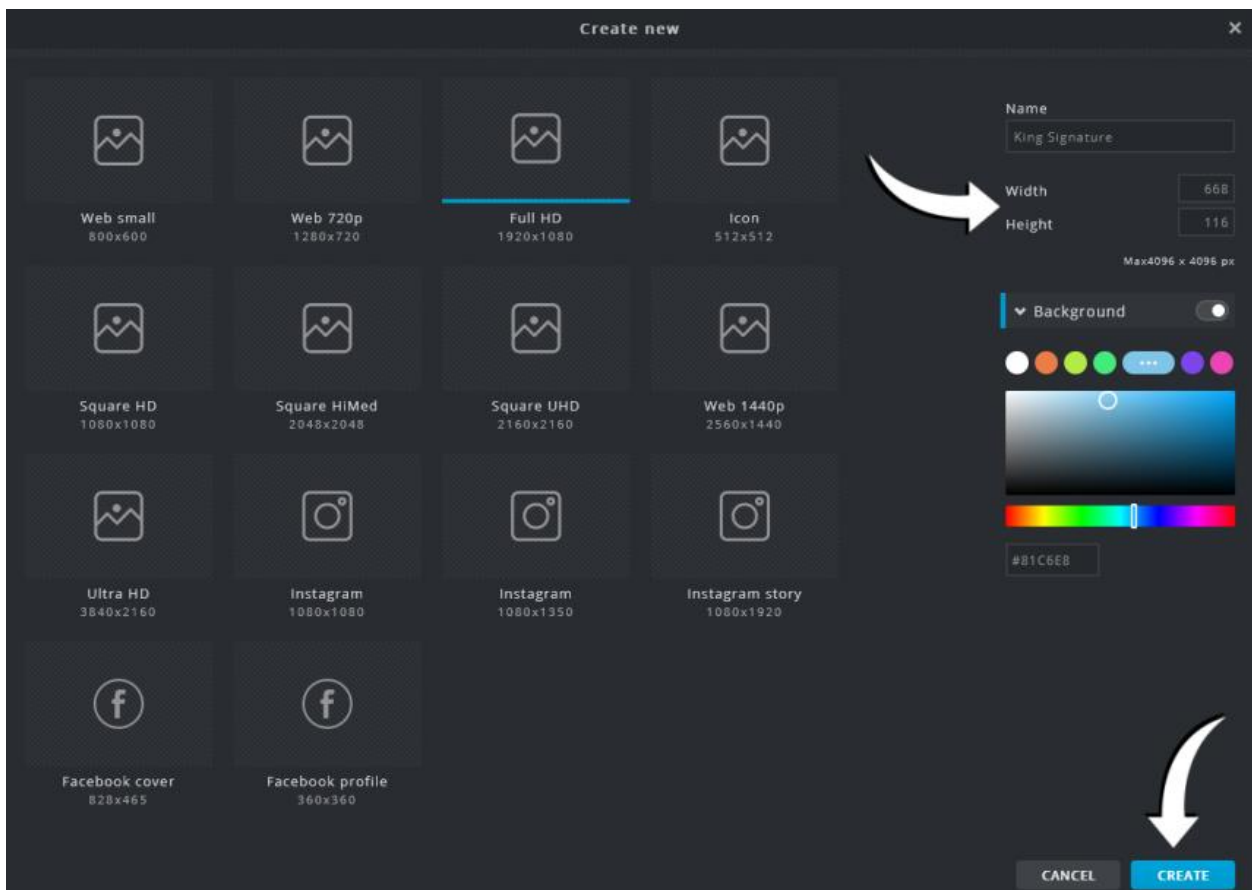 Create new
Name
King Signature
Width 668
Height 116
Max4096 x 4096 px
Background
#81C6E8
Web small
800x600
Web 720p
1280x720
Full HD
1920x1080
Icon
512x512
Square HD
1080x1080
Square HiMed
2048x2048
Square UHD
2160x2160
Web 1440p
2560x1440
Ultra HD
3840x2160
Instagram
1080x1080
Instagram
1080x1350
Instagram story
1080x1920
Facebook cover
828x465
Facebook profile
360x360
CANCEL
CREATE